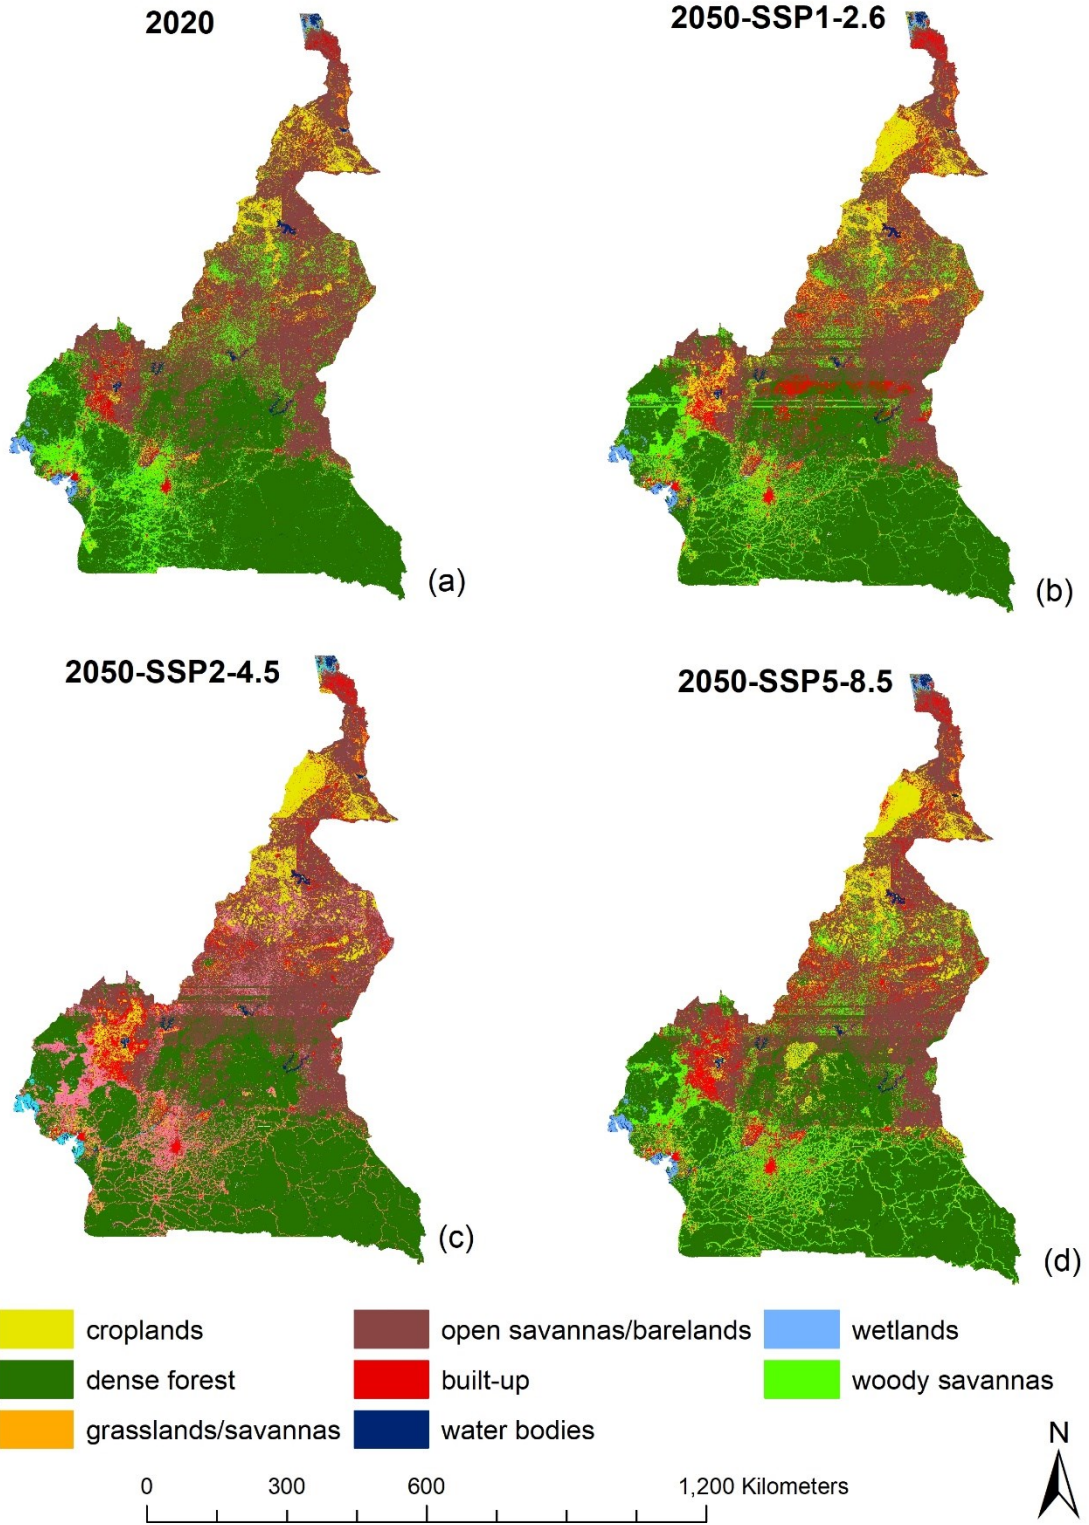 2020
2050-SSP1-2.6
(a)
(b)
2050-SSP2-4.5
2050-SSP5-8.5
(c)
(d)
croplands
open savannas/barelands
wetlands
dense forest
built-up
woody savannas
grasslands/savannas
water bodies
N
0 300 600 1,200 Kilometers